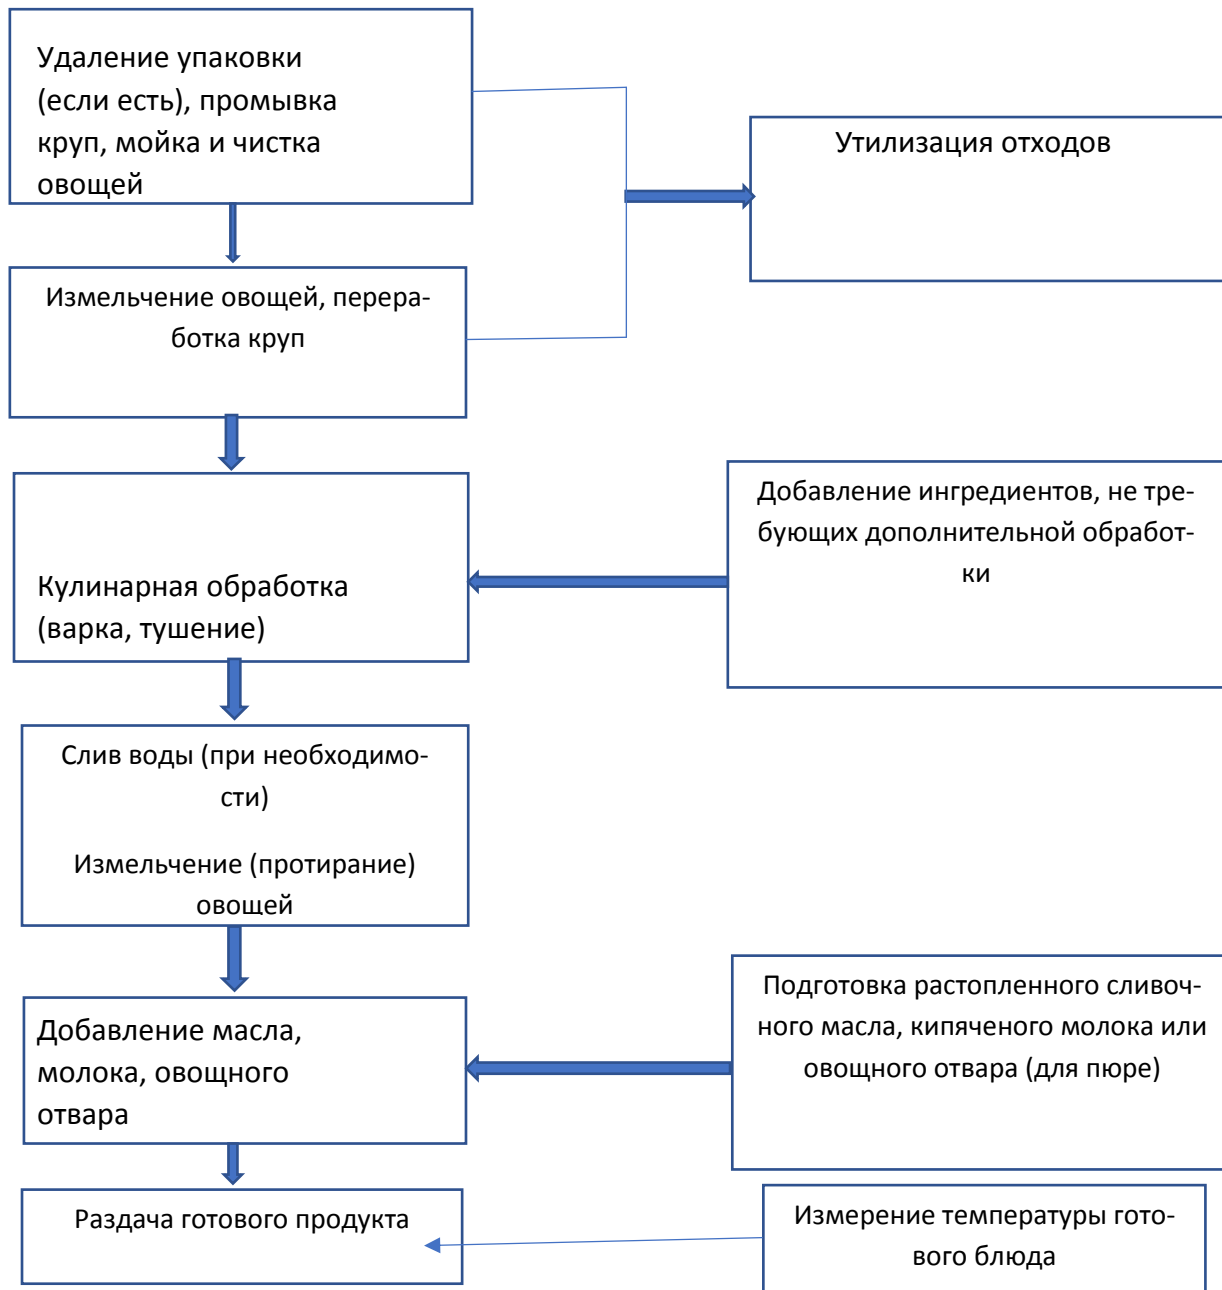 Удаление упаковки
(если есть), промывка
круп, мойка и чистка
овощей
Утилизация отходов
Измельчение овощей, перера-
ботка круп
Кулинарная обработка
(варка, тушение)
Добавление ингредиентов, не тре-
бующих дополнительной обработ-
ки
Слив воды (при необходимо-
сти)
Измельчение (протирание)
овощей
Добавление масла,
молока, овощного
отвара
Подготовка растопленного сливоч-
ного масла, кипяченого молока или
овощного отвара (для пюре)
Раздача готового продукта
Измерение температуры гото-
вого блюда